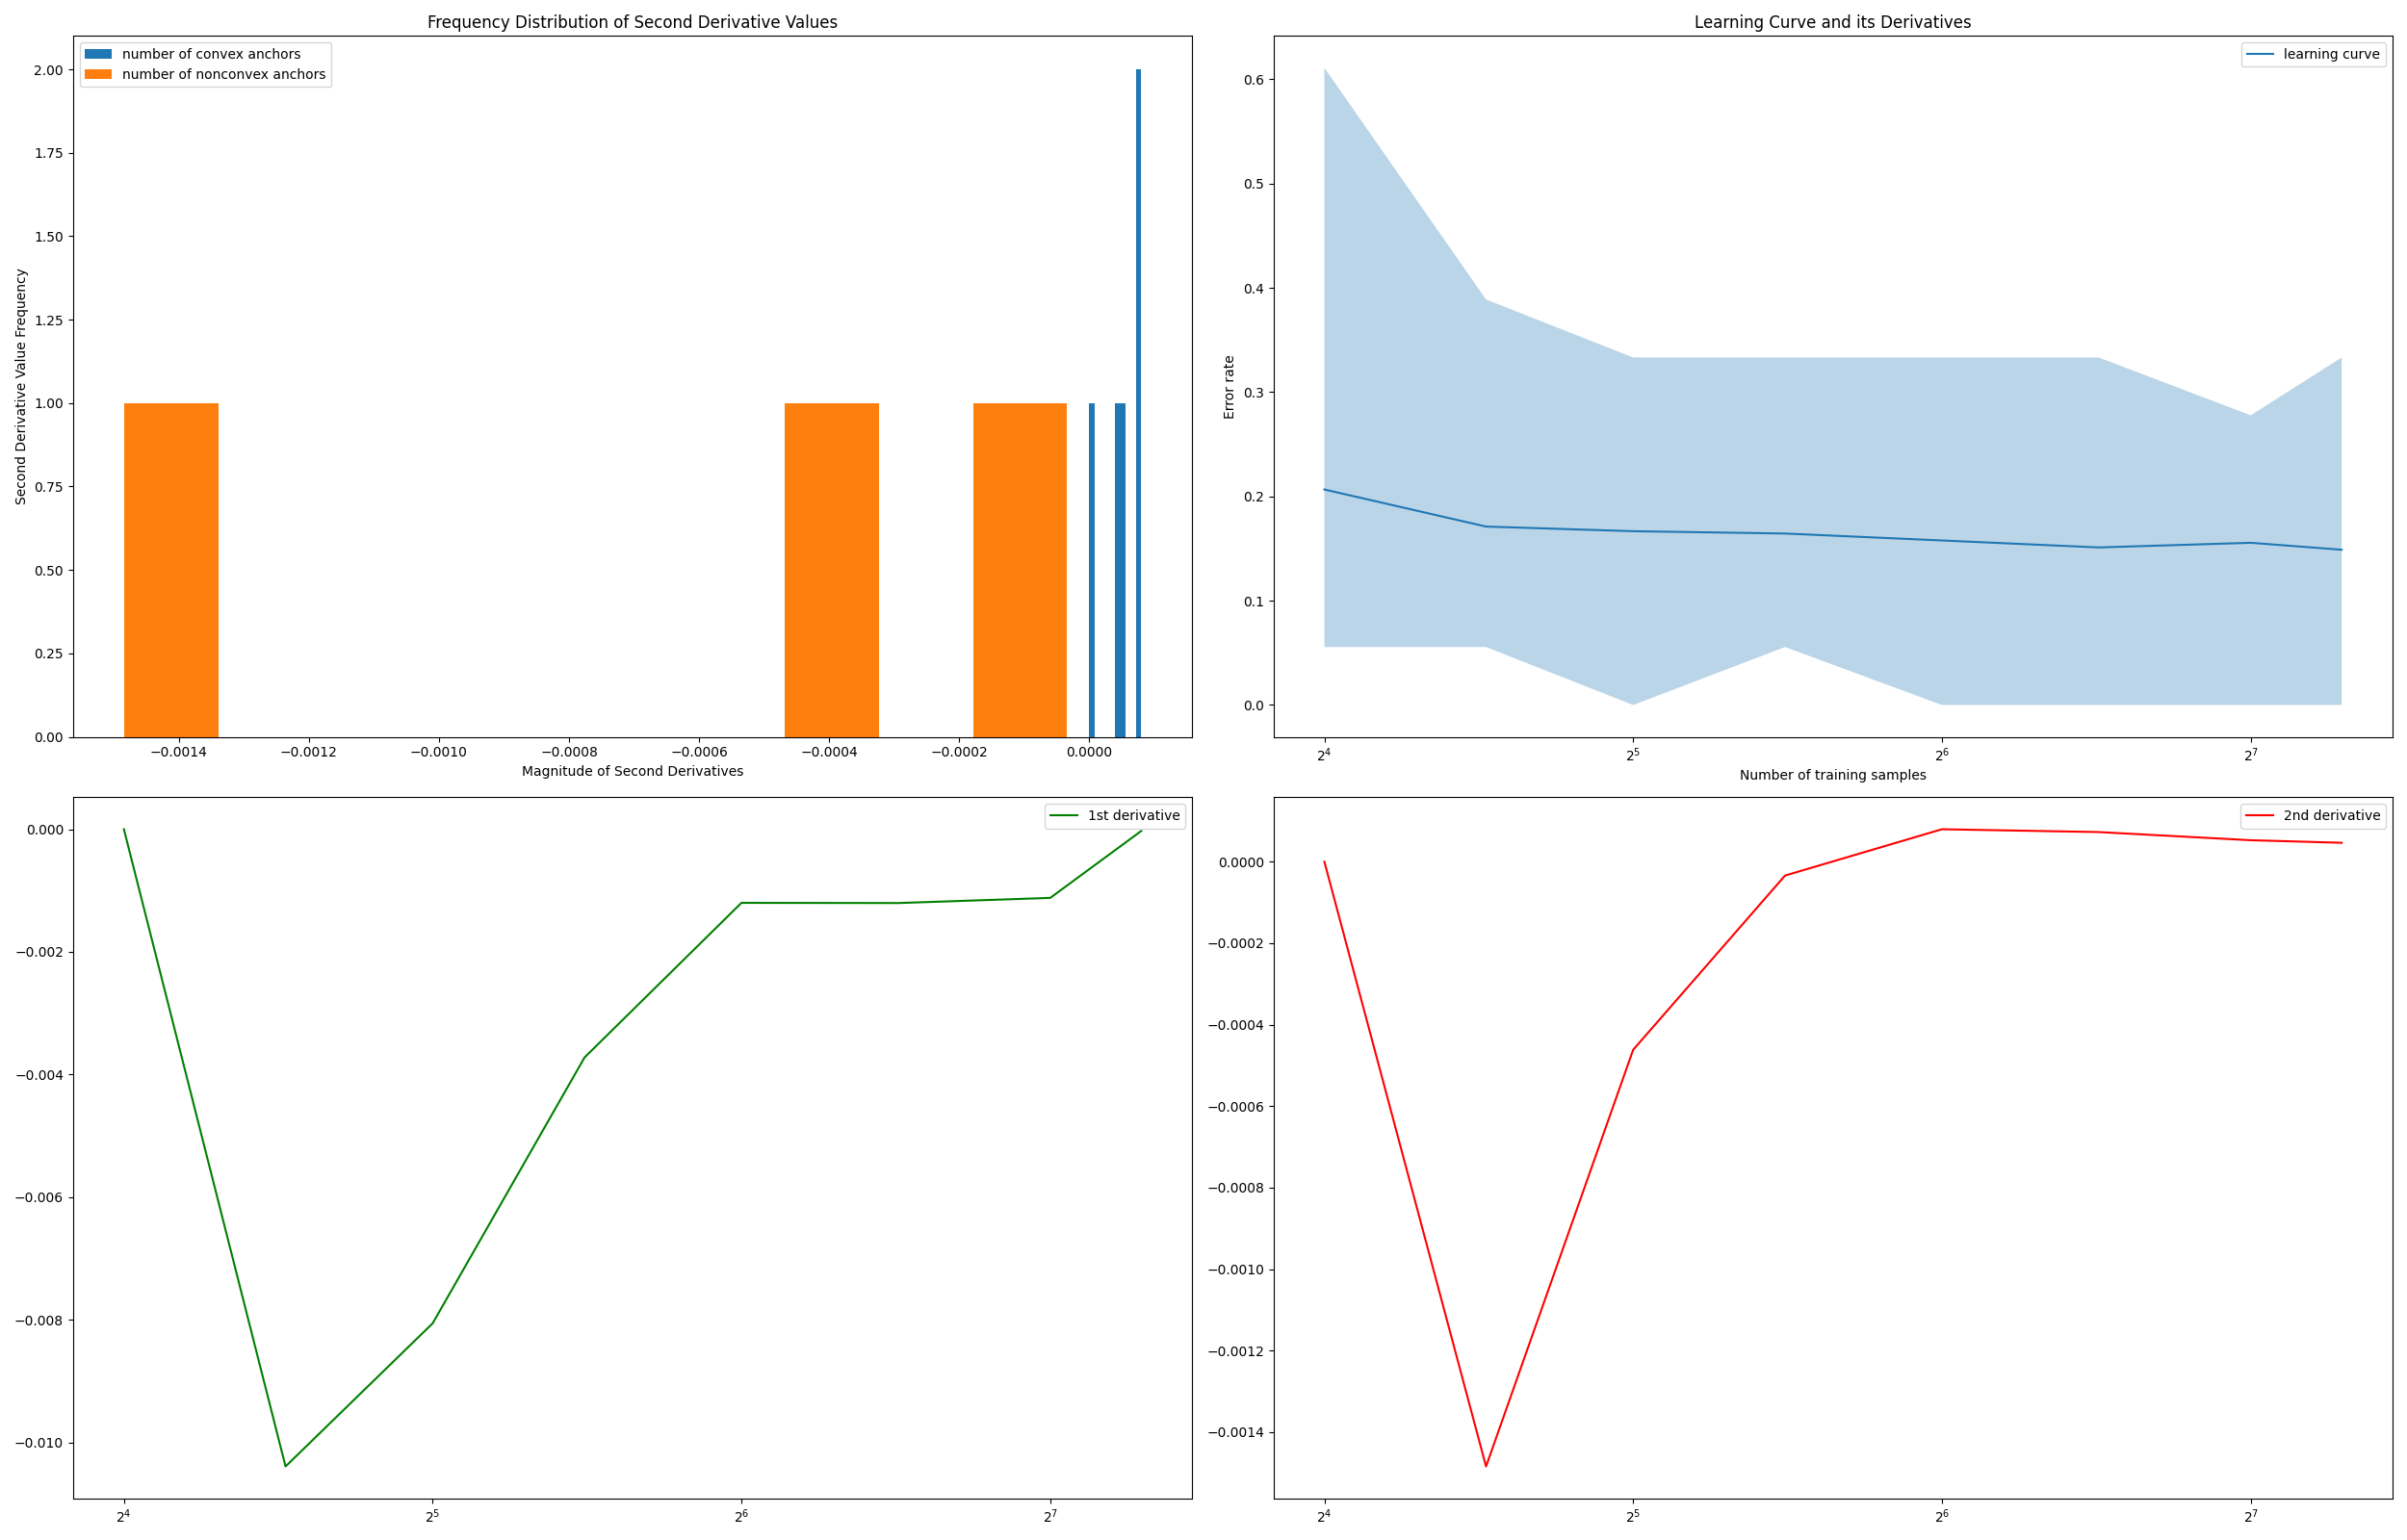 Frequency Distribution of Second Derivative Values
number of convex anchors
number of nonconvex anchors
2.00
1.75
1.50
1.25
1.00
0.75
0.50
0.25
0.00
Second Derivative Value Frequency
−0.0014 −0.0012 −0.0010 −0.0008 −0.0006 −0.0004 −0.0002 0.0000
Magnitude of Second Derivatives
Learning Curve and its Derivatives
learning curve
0.6
0.5
0.4
0.3
0.2
0.1
0.0
Error rate
2⁴ 2⁵ 2⁶ 2⁷
Number of training samples
1st derivative
0.000
−0.002
−0.004
−0.006
−0.008
−0.010
2⁴ 2⁵ 2⁶ 2⁷
2nd derivative
0.0000
−0.0002
−0.0004
−0.0006
−0.0008
−0.0010
−0.0012
−0.0014
2⁴ 2⁵ 2⁶ 2⁷